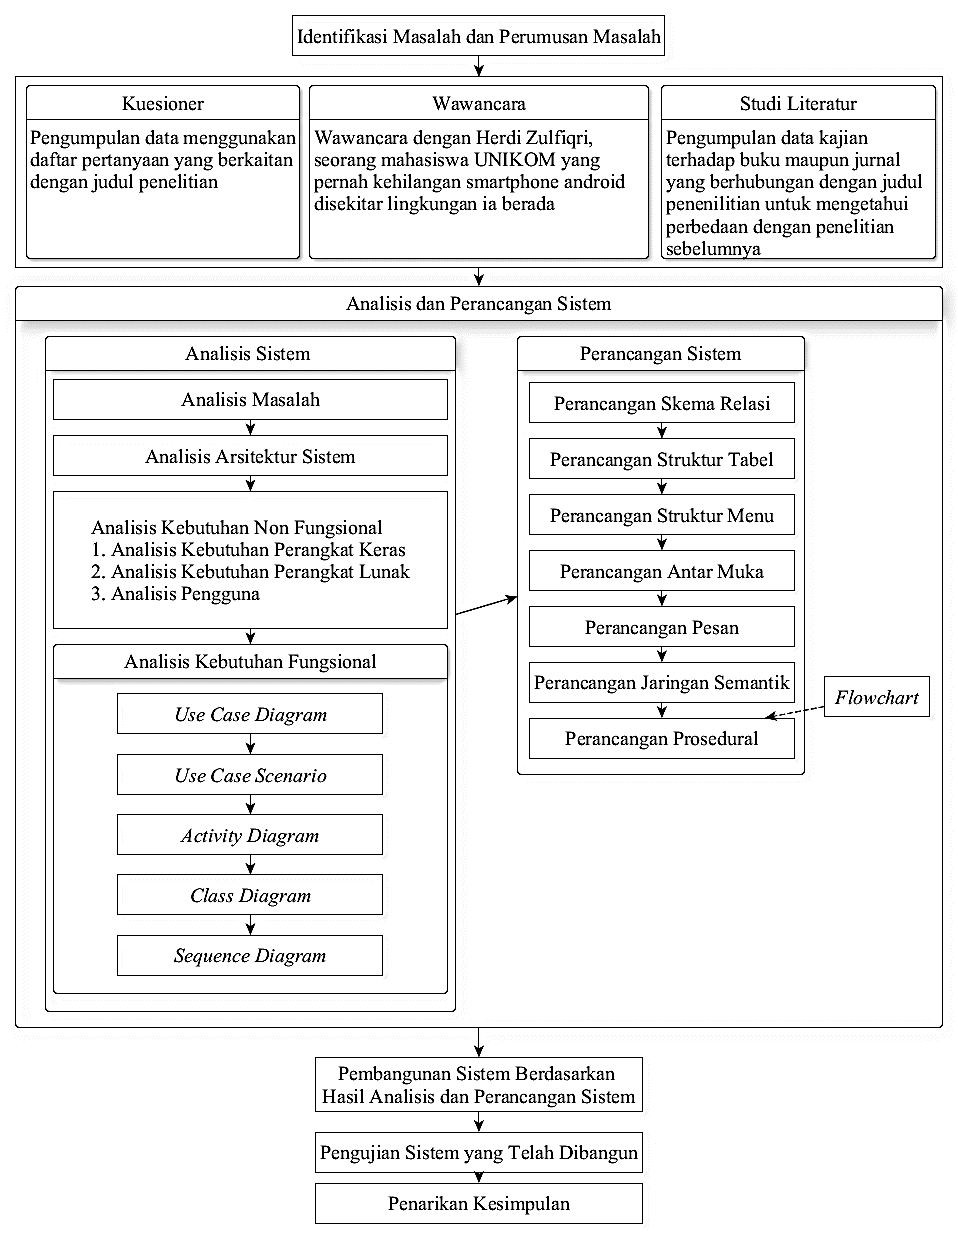 Identifikasi Masalah dan Perumusan Masalah
Kuesioner
Pengumpulan data menggunakan
daftar pertanyaan yang berkaitan
dengan judul penelitian
Wawancara
Wawancara dengan Herdi Zulfiqri,
seorang mahasiswa UNIKOM yang
pernah kehilangan smartphone android
disekitar lingkungan ia berada
Studi Literatur
Pengumpulan data kajian
terhadap buku maupun jurnal
yang berhubungan dengan judul
penenilitian untuk mengetahui
perbedaan dengan penelitian
sebelumnya
Analisis dan Perancangan Sistem
Analisis Sistem
Analisis Masalah
Analisis Arsitektur Sistem
Analisis Kebutuhan Non Fungsional
1. Analisis Kebutuhan Perangkat Keras
2. Analisis Kebutuhan Perangkat Lunak
3. Analisis Pengguna
Analisis Kebutuhan Fungsional
Use Case Diagram
Use Case Scenario
Activity Diagram
Class Diagram
Sequence Diagram
Perancangan Sistem
Perancangan Skema Relasi
Perancangan Struktur Tabel
Perancangan Struktur Menu
Perancangan Antar Muka
Perancangan Pesan
Perancangan Jaringan Semantik
Perancangan Prosedural
Flowchart
Pembangunan Sistem Berdasarkan
Hasil Analisis dan Perancangan Sistem
Pengujian Sistem yang Telah Dibangun
Penarikan Kesimpulan